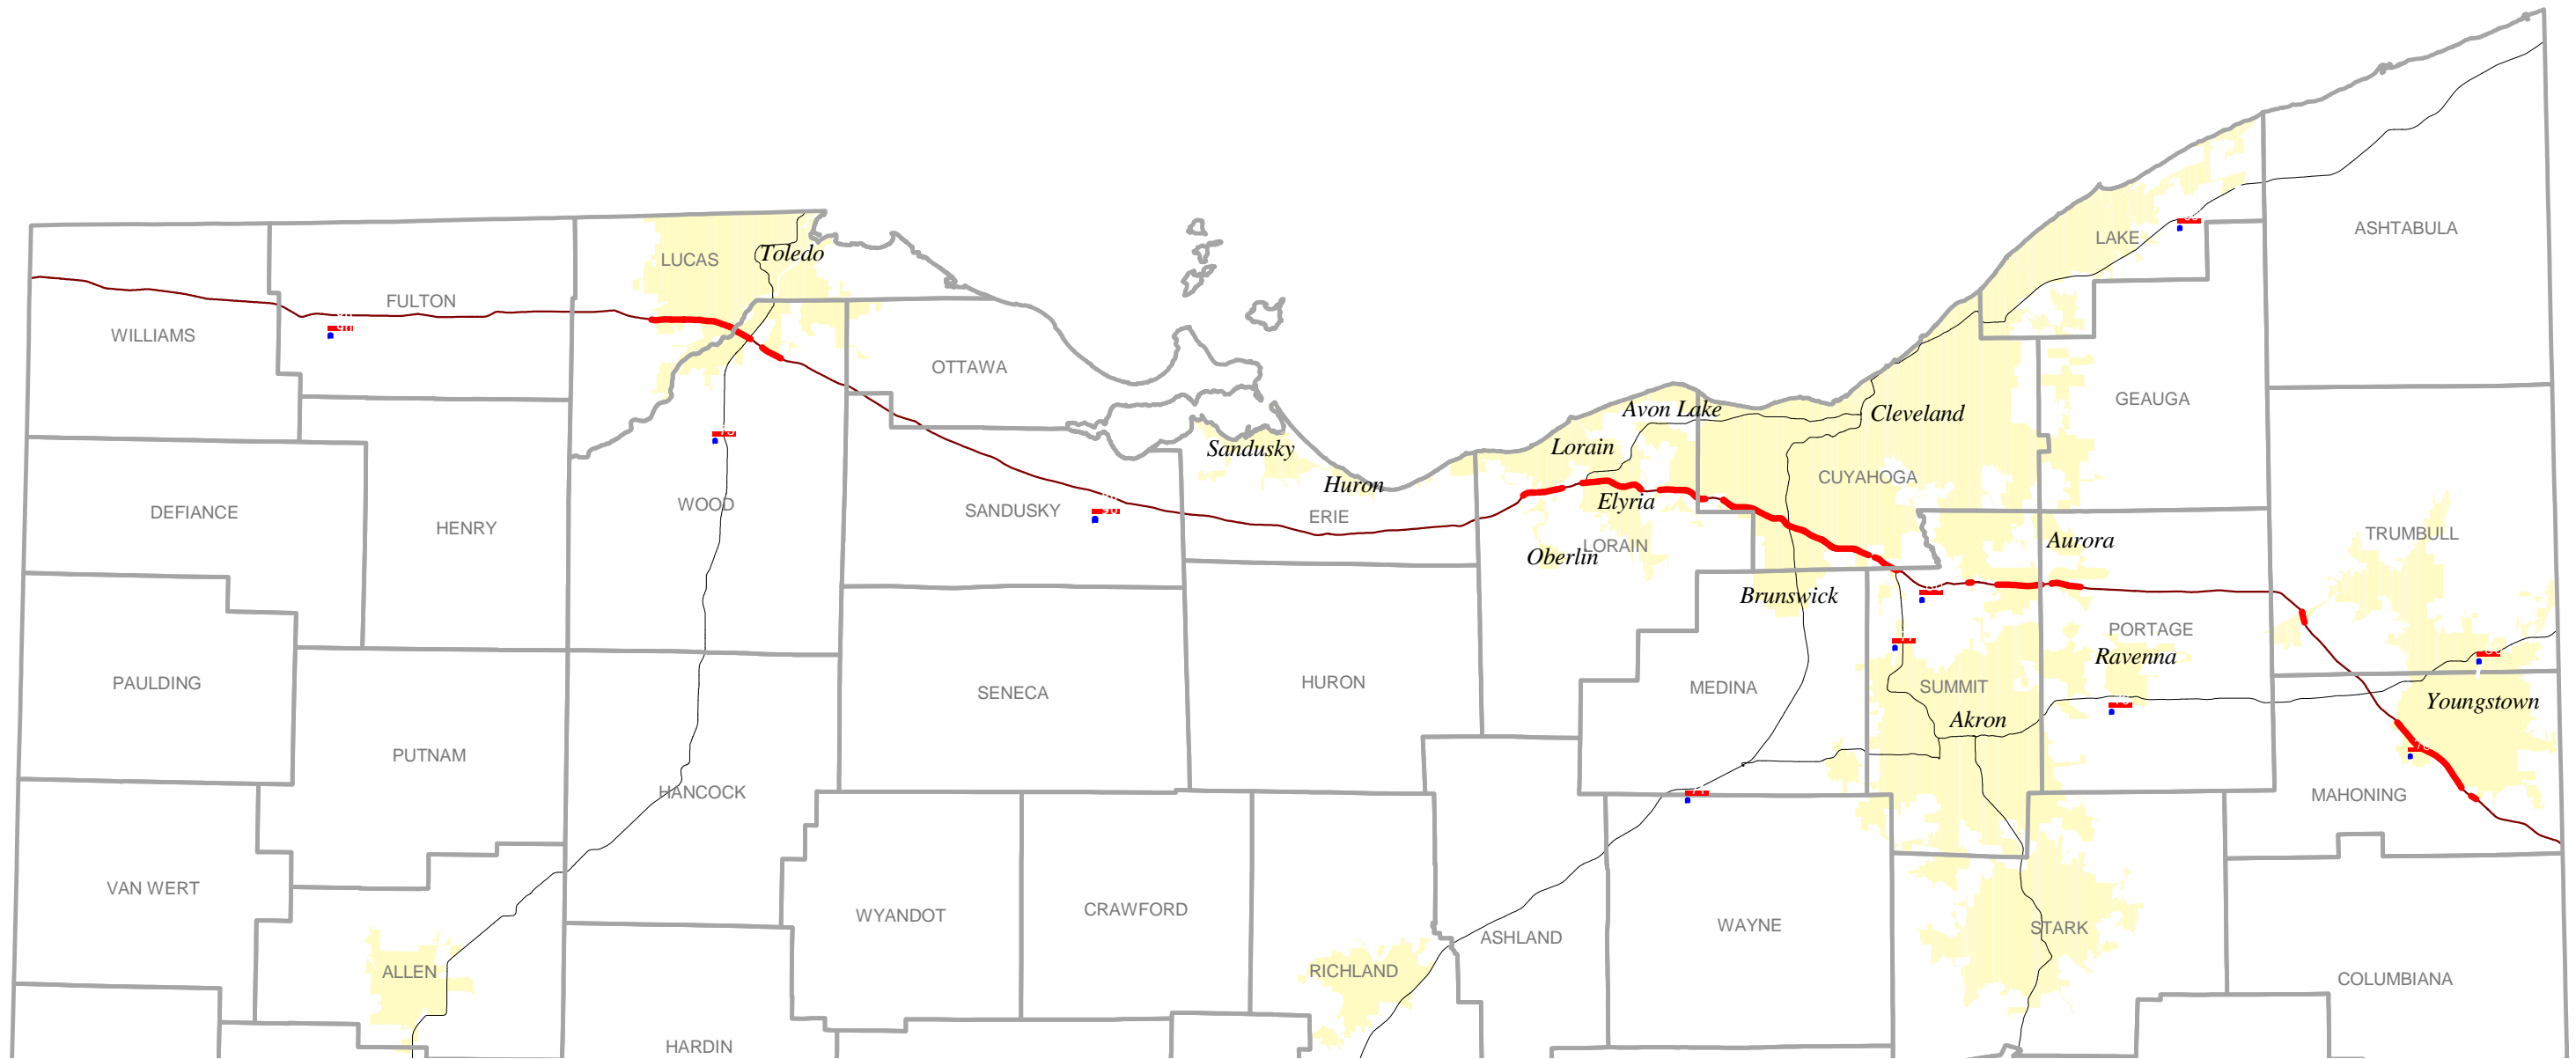 ASHTABULA
LAKE
LUCAS
Toledo
FULTON
WILLIAMS
90
OTTAWA
GEAUGA
Avon Lake
Cleveland
Sandusky
Lorain
CUYAHOGA
Huron
Elyria
WOOD
SANDUSKY
90
ERIE
DEFIANCE
HENRY
TRUMBULL
Aurora
LORAIN
Oberlin
Brunswick
PORTAGE
Ravenna
PAULDING
SENECA
HURON
MEDINA
SUMMIT
Youngstown
Akron
PUTNAM
HANCOCK
MAHONING
VAN WERT
WYANDOT
CRAWFORD
WAYNE
STARK
ASHLAND
ALLEN
RICHLAND
COLUMBIANA
HARDIN